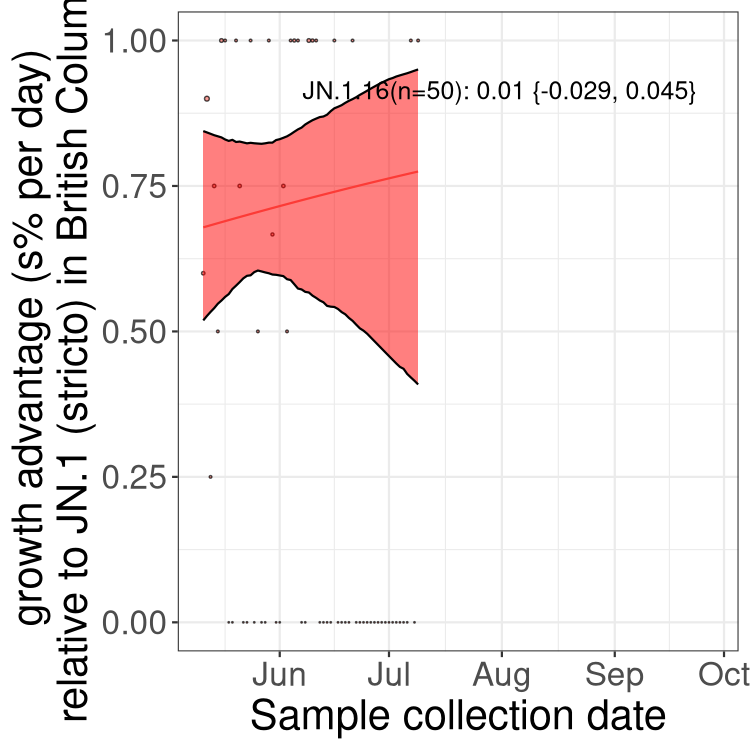 growth advantage (s% per day)
relative to JN.1 (stricto) in British Colum
1.00
0.75
0.50
0.25
0.00
JN.1.16(n=50): 0.01 {-0.029, 0.045}
Jun Jul Aug Sep Oct
Sample collection date